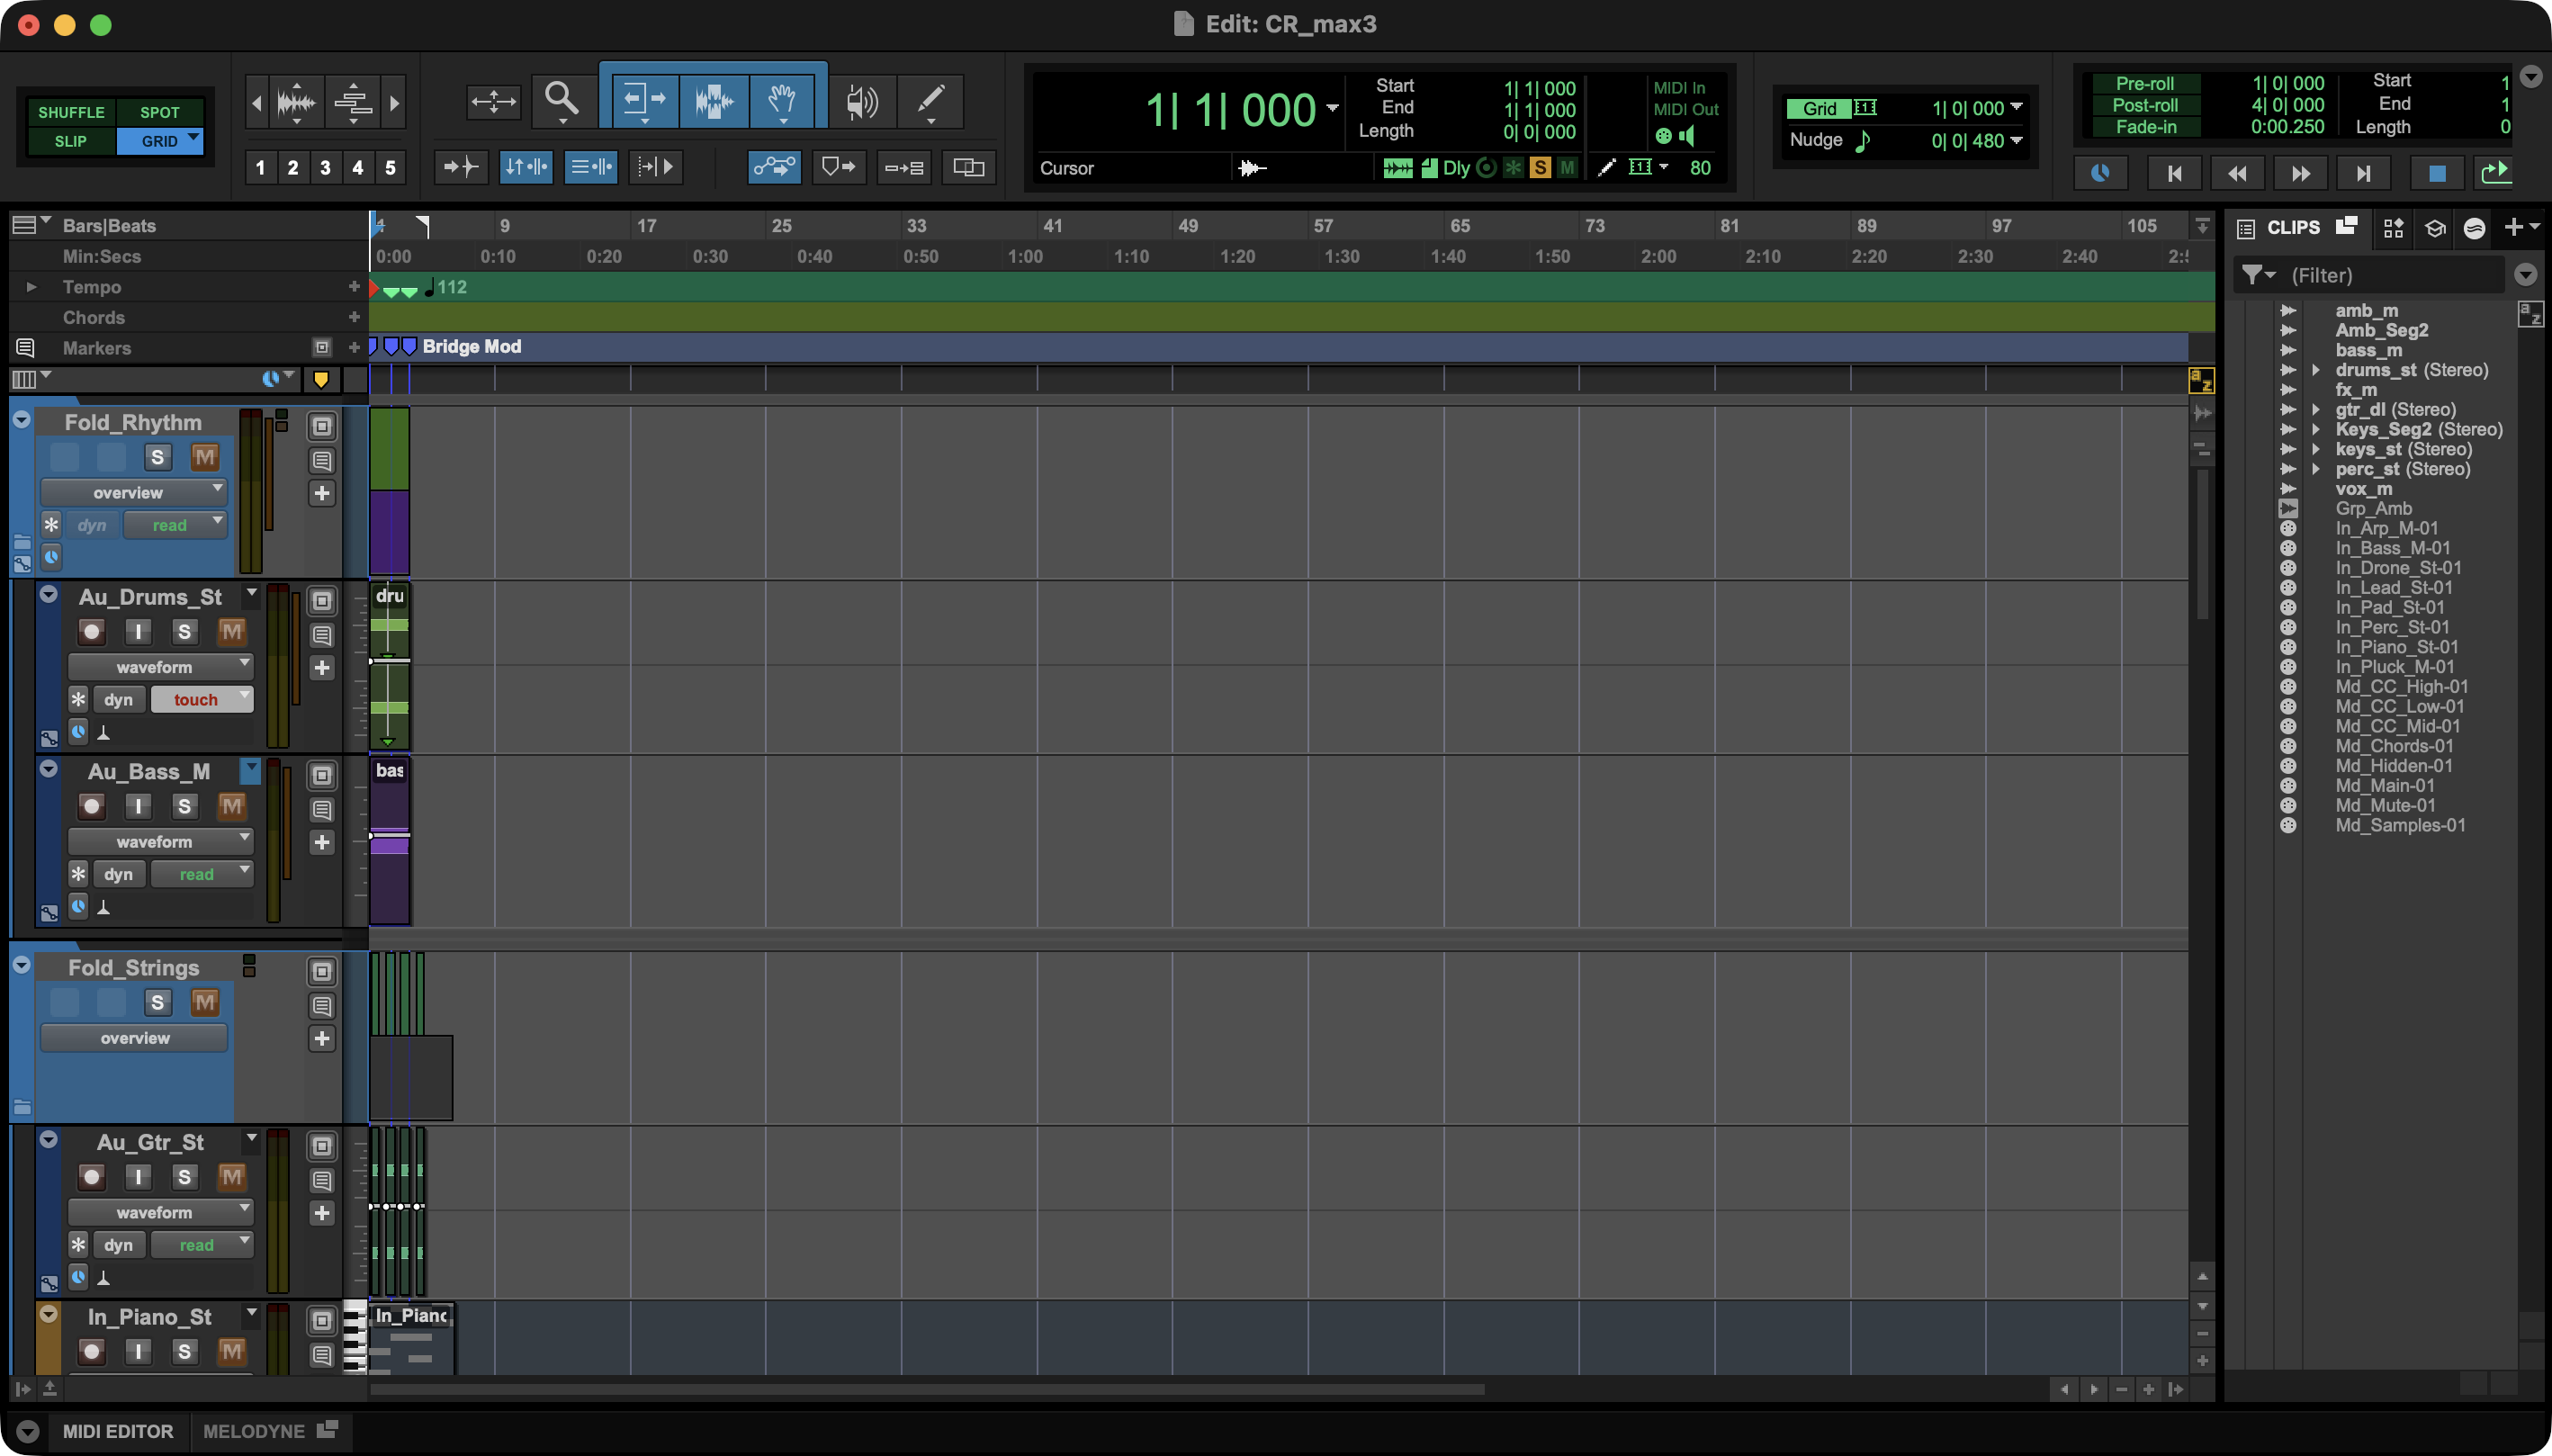 Edit: CR_max3
SHUFFLE SPOT
SLIP GRID
1 2 3 4 5
1| 1| 000
Start 1| 1| 000
End 1| 1| 000
Length 0| 0| 000
MIDI In
MIDI Out
Cursor
Dly S M
80
Grid 1| 0| 000
Nudge 0| 0| 480
Pre-roll 1| 0| 000
Post-roll 4| 0| 000
Fade-in 0:00.250
Start 1
End 1
Length 0
Bars|Beats 9 17 25 33 41 49 57 65 73 81 89 97 105
Min:Secs 0:00 0:10 0:20 0:30 0:40 0:50 1:00 1:10 1:20 1:30 1:40 1:50 2:00 2:10 2:20 2:30 2:40
Tempo 112
Chords
Markers Bridge Mod
a z
Fold_Rhythm
S M
overview
dyn read
Au_Drums_St dru
I S M
waveform
dyn touch
Au_Bass_M bas
I S M
waveform
dyn read
Fold_Strings
S M
overview
Au_Gtr_St
I S M
waveform
dyn read
In_Piano_St In_Piano
I S M
CLIPS
(Filter)
a z
amb_m
Amb_Seg2
bass_m
drums_st (Stereo)
fx_m
gtr_dl (Stereo)
Keys_Seg2 (Stereo)
keys_st (Stereo)
perc_st (Stereo)
vox_m
Grp_Amb
In_Arp_M-01
In_Bass_M-01
In_Drone_St-01
In_Lead_St-01
In_Pad_St-01
In_Perc_St-01
In_Piano_St-01
In_Pluck_M-01
Md_CC_High-01
Md_CC_Low-01
Md_CC_Mid-01
Md_Chords-01
Md_Hidden-01
Md_Main-01
Md_Mute-01
Md_Samples-01
MIDI EDITOR MELODYNE